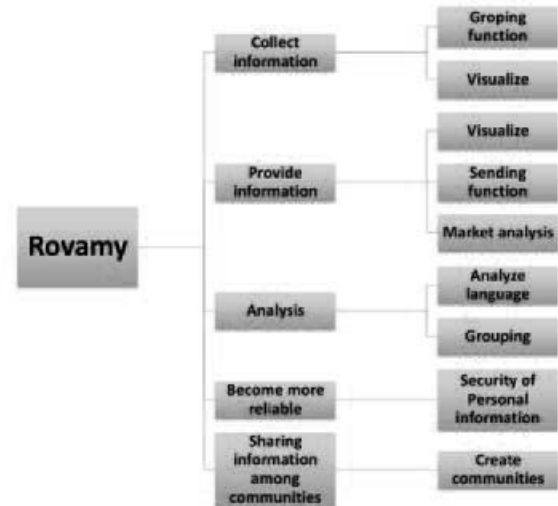 Rovamy
Collect
information
Groping
function
Visualize
Provide
information
Visualize
Sending
function
Market analysis
Analysis
Analyze
language
Grouping
Become more
reliable
Security of
Personal
information
Sharing
information
among
communities
Create
communities